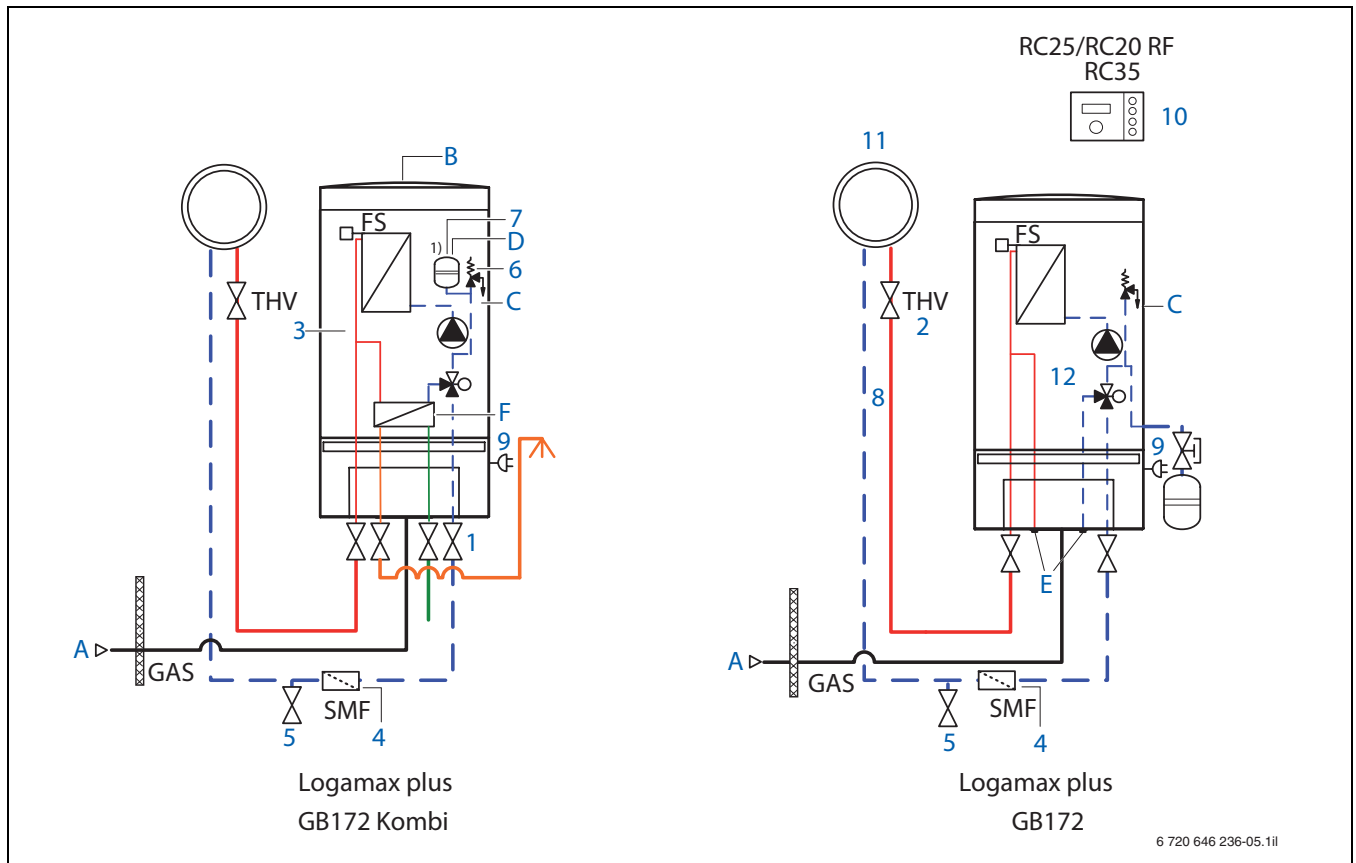 RC25/RC20 RF
RC35
10
B
FS
7
1)
D
6
C
THV
3
F
9
1
A
GAS
SMF
5
4
Logamax plus
GB172 Kombi
11
FS
C
THV
2
12
8
9
E
A
GAS
SMF
5
4
Logamax plus
GB172
6 720 646 236-05.1il